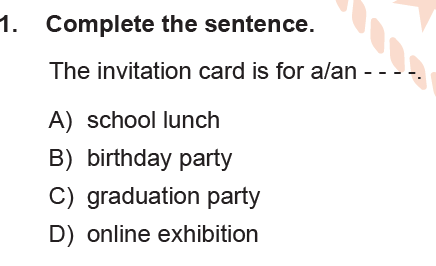 1. Complete the sentence.
The invitation card is for a/an - - - -.
A) school lunch
B) birthday party
C) graduation party
D) online exhibition